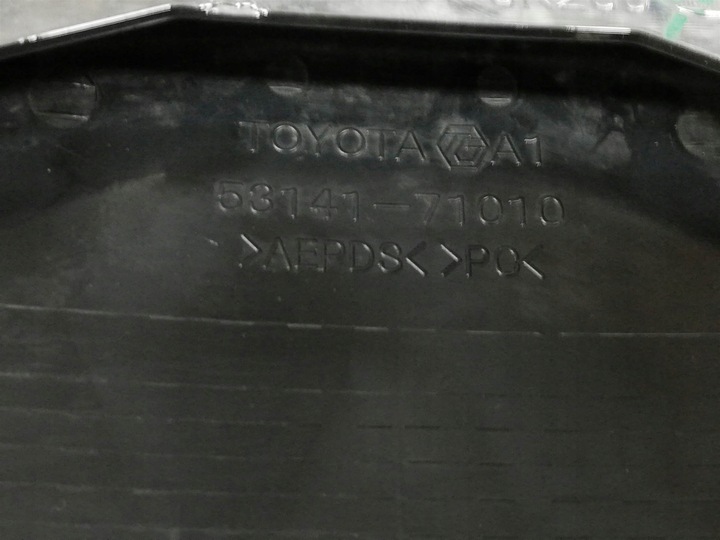 TOYOTA A1
53141-71010
>AEPDS< >PC<